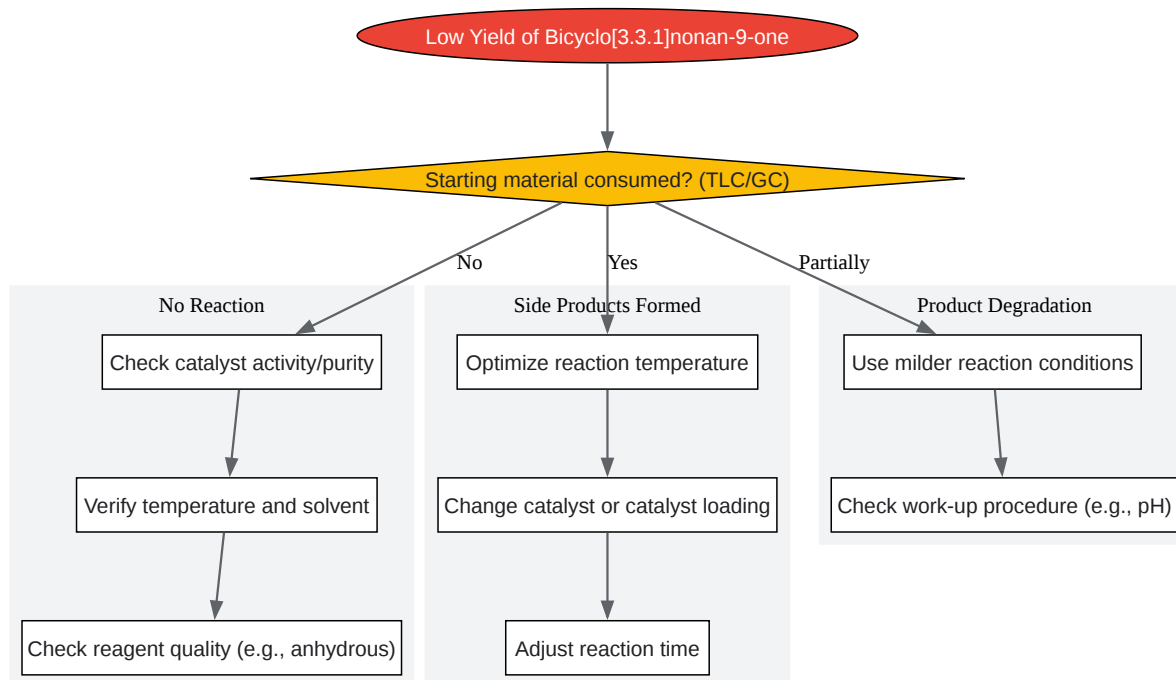 Low Yield of Bicyclo[3.3.1]nonan-9-one
Starting material consumed? (TLC/GC)
No
Yes
Partially
No Reaction
Side Products Formed
Product Degradation
Check catalyst activity/purity
Optimize reaction temperature
Use milder reaction conditions
Verify temperature and solvent
Change catalyst or catalyst loading
Check work-up procedure (e.g., pH)
Check reagent quality (e.g., anhydrous)
Adjust reaction time